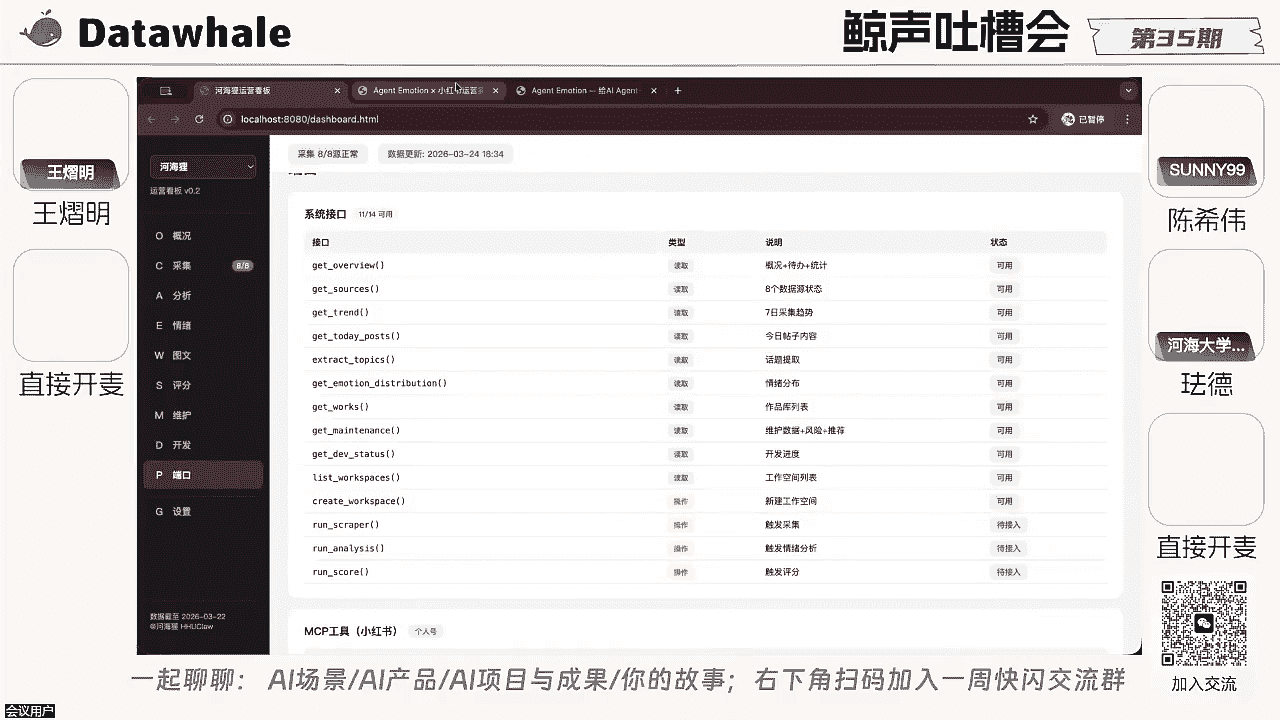 Datawhale
鲸声吐槽会
第35期
河海狸运营看板
Agent Emotion
Agent Emotion — 给AI Agent
localhost:8080/dashboard.html
已暂停
王熠明
王熠明
直接开麦
河海狸
运营看板 v0.2
O 概况
C 采集 8/8
A 分析
E 情绪
W 图文
S 评分
M 维护
D 开发
P 端口
G 设置
数据截至 2026-03-22
@河海狸 HHUClaw
采集 8/8源正常
数据更新: 2026-03-24 18:34
系统接口 11/14 可用
接口 类型 说明 状态
get_overview() 读取 概况+待办+统计 可用
get_sources() 读取 8个数据源状态 可用
get_trend() 读取 7日采集趋势 可用
get_today_posts() 读取 今日帖子内容 可用
extract_topics() 读取 话题提取 可用
get_emotion_distribution() 读取 情绪分布 可用
get_works() 读取 作品库列表 可用
get_maintenance() 读取 维护数据+风险+推荐 可用
get_dev_status() 读取 开发进度 可用
list_workspaces() 读取 工作空间列表 可用
create_workspace() 操作 新建工作空间 可用
run_scraper() 操作 触发采集 待接入
run_analysis() 操作 触发情绪分析 待接入
run_score() 操作 触发评分 待接入
MCP工具（小红书） 个人号
SUNNY99
陈希伟
河海大学...
珐德
直接开麦
加入交流
一起聊聊： AI场景/AI产品/AI项目与成果/你的故事；右下角扫码加入一周快闪交流群
会议用户